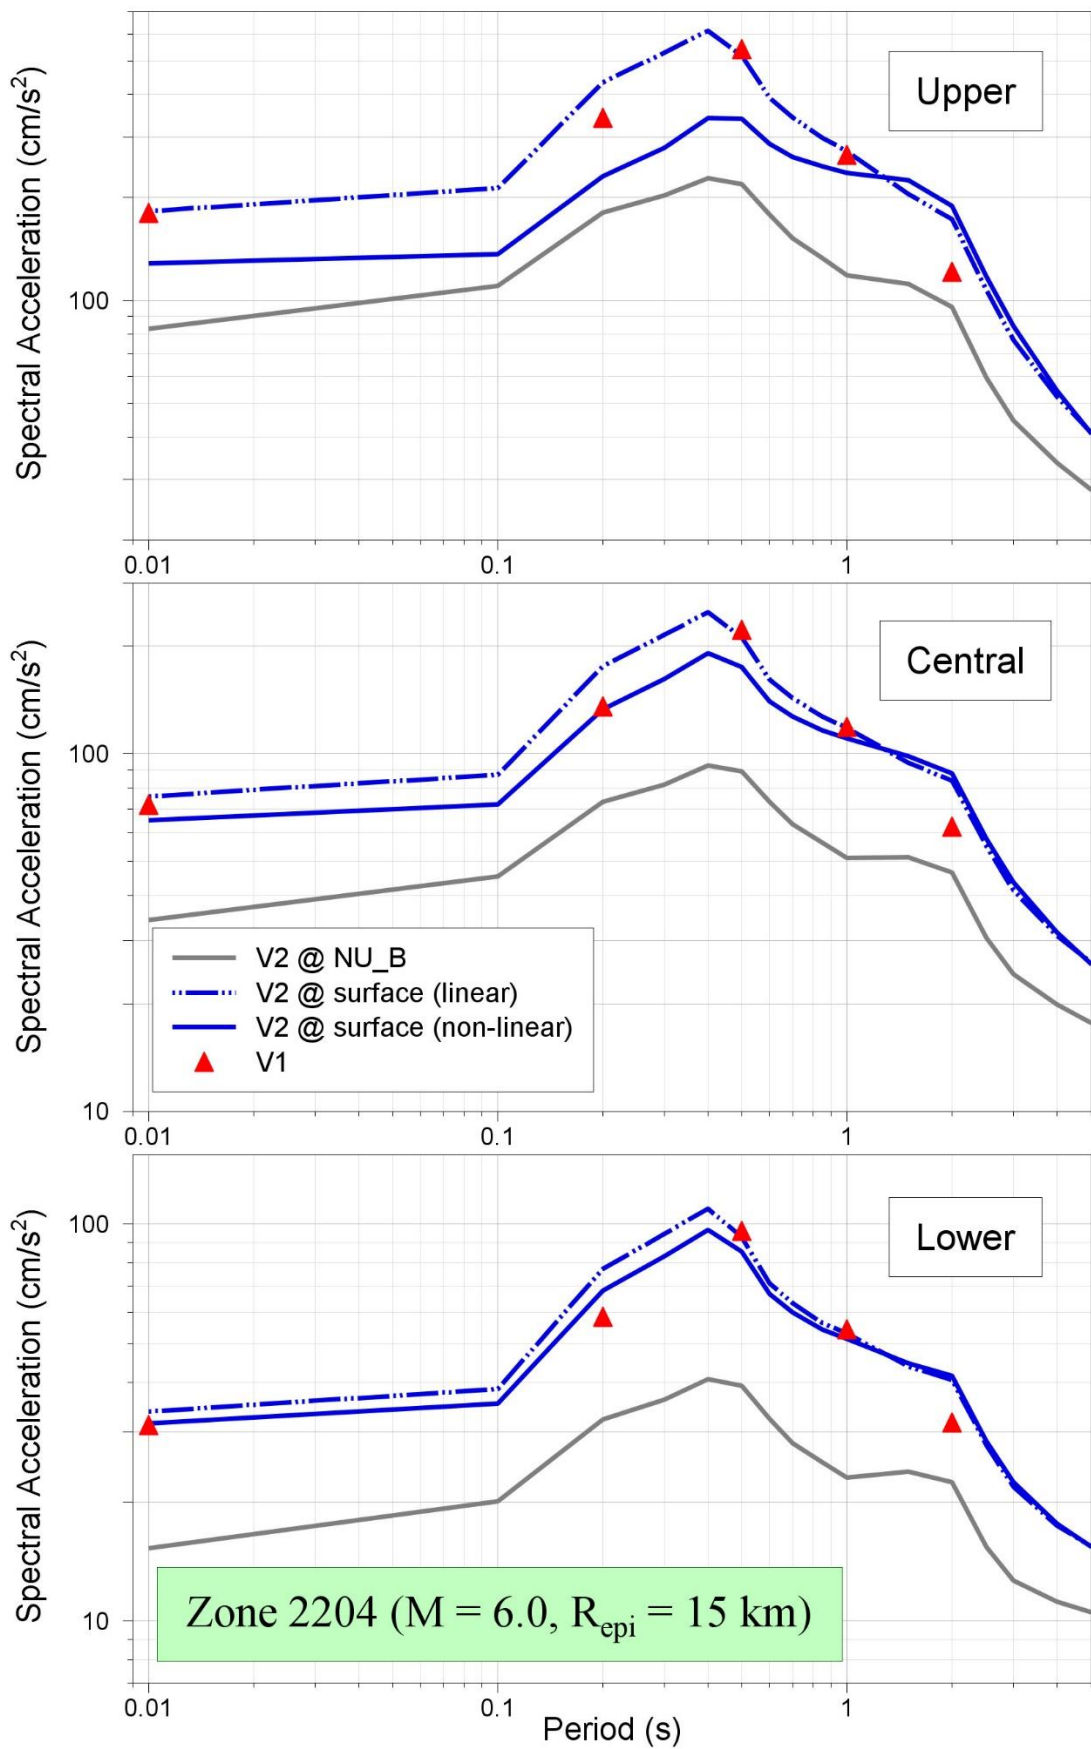 Spectral Acceleration (cm/s²)
100
Upper
0.01 0.1 1
Spectral Acceleration (cm/s²)
100
10
Central
V2 @ NU_B
V2 @ surface (linear)
V2 @ surface (non-linear)
V1
0.01 0.1 1
Spectral Acceleration (cm/s²)
100
10
Lower
Zone 2204 (M = 6.0, Repi = 15 km)
0.01 0.1 1
Period (s)